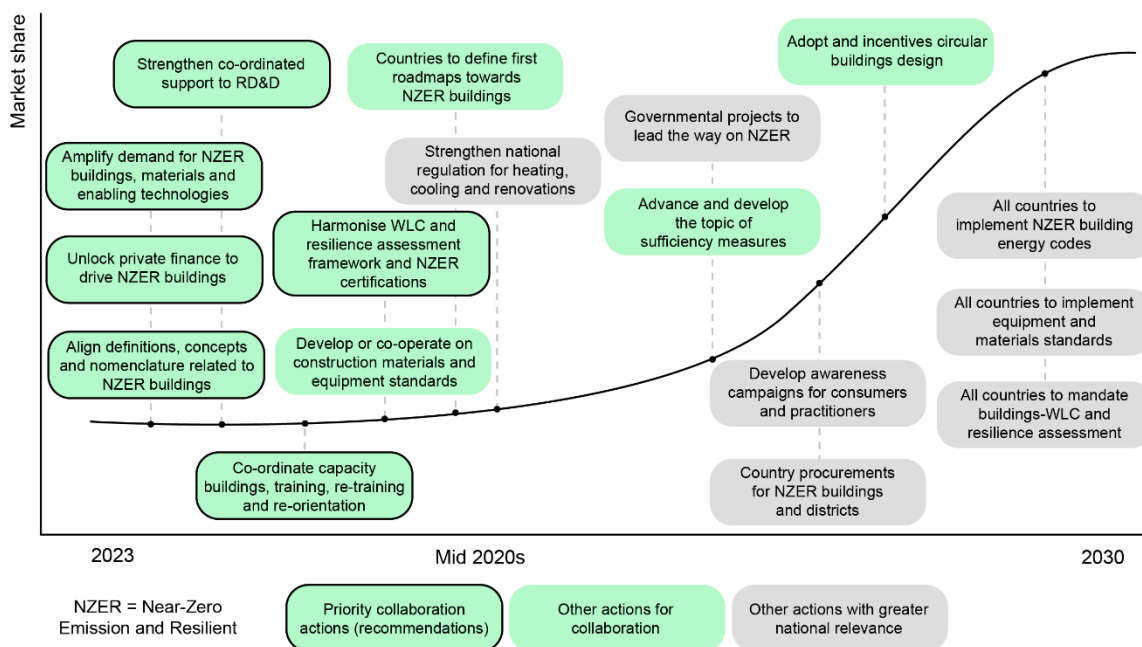 Market share
Strengthen co-ordinated
support to RD&D
Countries to define first
roadmaps towards
NZER buildings
Adopt and incentives circular
buildings design
Governmental projects to
lead the way on NZER
Amplify demand for NZER
buildings, materials and
enabling technologies
Strengthen national
regulation for heating,
cooling and renovations
Advance and develop
the topic of
sufficiency measures
All countries to
implement NZER building
energy codes
Unlock private finance to
drive NZER buildings
Harmonise WLC and
resilience assessment
framework and NZER
certifications
All countries to implement
equipment and
materials standards
Align definitions, concepts
and nomenclature related to
NZER buildings
Develop or co-operate on
construction materials and
equipment standards
Develop awareness
campaigns for consumers
and practitioners
All countries to mandate
buildings-WLC and
resilience assessment
Co-ordinate capacity
buildings, training, re-training
and re-orientation
Country procurements
for NZER buildings
and districts
2023
Mid 2020s
2030
NZER = Near-Zero
Emission and Resilient
Priority collaboration
actions (recommendations)
Other actions for
collaboration
Other actions with greater
national relevance